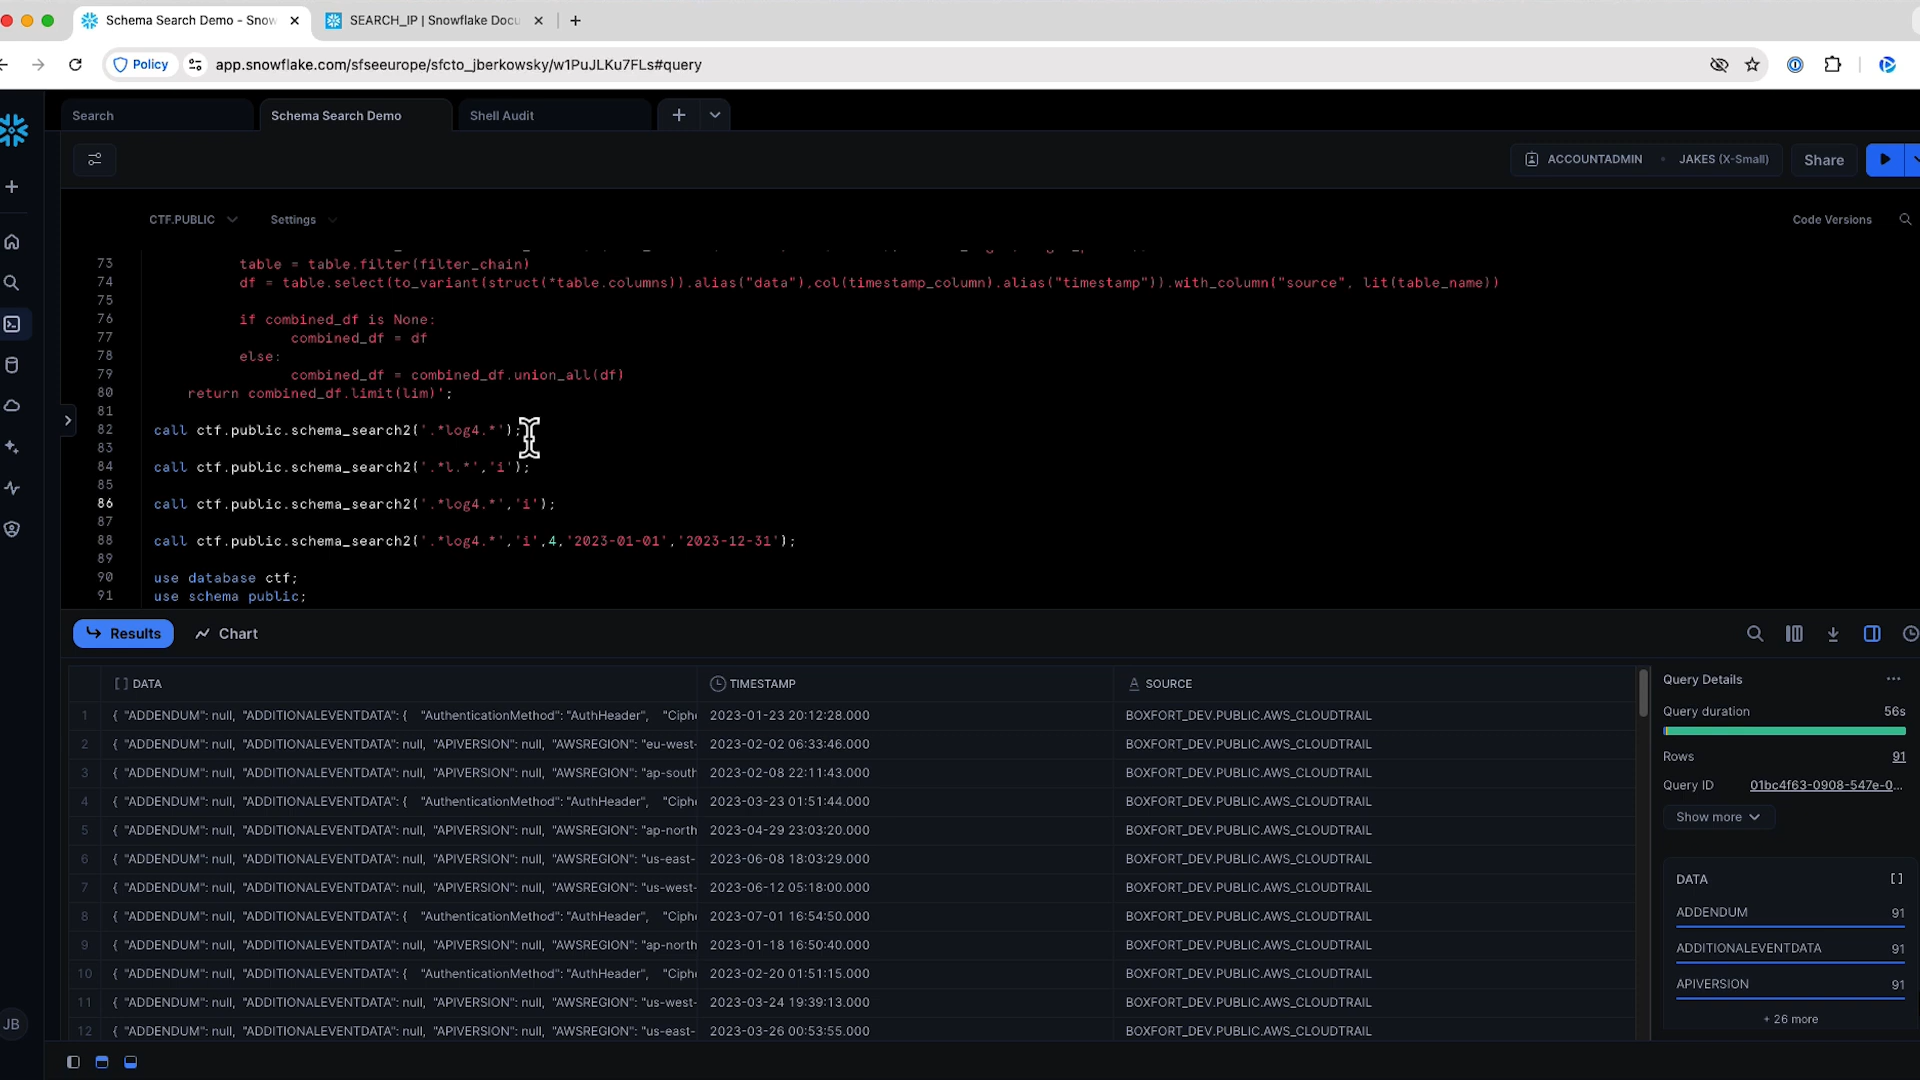 Schema Search Demo - Snow
SEARCH_IP | Snowflake Docu
Policy
app.snowflake.com/sfseeurope/sfcto_jberkowsky/w1PuJLKu7FLs#query
Search
Schema Search Demo
Shell Audit
ACCOUNTADMIN
JAKES (X-Small)
Share
CTF.PUBLIC
Settings
Code Versions
73 table = table.filter(filter_chain)
74 df = table.select(to_variant(struct(*table.columns)).alias("data"),col(timestamp_column).alias("timestamp")).with_column("source", lit(table_name))
75
76 if combined_df is None:
77 combined_df = df
78 else:
79 combined_df = combined_df.union_all(df)
80 return combined_df.limit(lim)';
81
82 call ctf.public.schema_search2('.*log4.*');
83
84 call ctf.public.schema_search2('.*l.*','i');
85
86 call ctf.public.schema_search2('.*log4.*','i');
87
88 call ctf.public.schema_search2('.*log4.*','i',4,'2023-01-01','2023-12-31');
89
90 use database ctf;
91 use schema public;
Results
Chart
DATA TIMESTAMP A SOURCE
1 { "ADDENDUM": null, "ADDITIONALEVENTDATA": { "AuthenticationMethod": "AuthHeader", "Ciphe 2023-01-23 20:12:28.000 BOXFORT_DEV.PUBLIC.AWS_CLOUDTRAIL
2 { "ADDENDUM": null, "ADDITIONALEVENTDATA": null, "APIVERSION": null, "AWSREGION": "eu-west- 2023-02-02 06:33:46.000 BOXFORT_DEV.PUBLIC.AWS_CLOUDTRAIL
3 { "ADDENDUM": null, "ADDITIONALEVENTDATA": null, "APIVERSION": null, "AWSREGION": "ap-south 2023-02-08 22:11:43.000 BOXFORT_DEV.PUBLIC.AWS_CLOUDTRAIL
4 { "ADDENDUM": null, "ADDITIONALEVENTDATA": { "AuthenticationMethod": "AuthHeader", "Ciphe 2023-03-23 01:51:44.000 BOXFORT_DEV.PUBLIC.AWS_CLOUDTRAIL
5 { "ADDENDUM": null, "ADDITIONALEVENTDATA": null, "APIVERSION": null, "AWSREGION": "ap-north 2023-04-29 23:03:20.000 BOXFORT_DEV.PUBLIC.AWS_CLOUDTRAIL
6 { "ADDENDUM": null, "ADDITIONALEVENTDATA": null, "APIVERSION": null, "AWSREGION": "us-east- 2023-06-08 18:03:29.000 BOXFORT_DEV.PUBLIC.AWS_CLOUDTRAIL
7 { "ADDENDUM": null, "ADDITIONALEVENTDATA": null, "APIVERSION": null, "AWSREGION": "us-west- 2023-06-12 05:18:00.000 BOXFORT_DEV.PUBLIC.AWS_CLOUDTRAIL
8 { "ADDENDUM": null, "ADDITIONALEVENTDATA": { "AuthenticationMethod": "AuthHeader", "Ciphe 2023-07-01 16:54:50.000 BOXFORT_DEV.PUBLIC.AWS_CLOUDTRAIL
9 { "ADDENDUM": null, "ADDITIONALEVENTDATA": null, "APIVERSION": null, "AWSREGION": "ap-north 2023-01-18 16:50:40.000 BOXFORT_DEV.PUBLIC.AWS_CLOUDTRAIL
10 { "ADDENDUM": null, "ADDITIONALEVENTDATA": { "AuthenticationMethod": "AuthHeader", "Ciphe 2023-02-20 01:51:15.000 BOXFORT_DEV.PUBLIC.AWS_CLOUDTRAIL
11 { "ADDENDUM": null, "ADDITIONALEVENTDATA": null, "APIVERSION": null, "AWSREGION": "us-west- 2023-03-24 19:39:13.000 BOXFORT_DEV.PUBLIC.AWS_CLOUDTRAIL
12 { "ADDENDUM": null, "ADDITIONALEVENTDATA": null, "APIVERSION": null, "AWSREGION": "us-east- 2023-03-26 00:53:55.000 BOXFORT_DEV.PUBLIC.AWS_CLOUDTRAIL
Query Details
Query duration 56s
Rows 91
Query ID 01bc4f63-0908-547e-0...
Show more
DATA
ADDENDUM 91
ADDITIONALEVENTDATA 91
APIVERSION 91
+ 26 more
JB